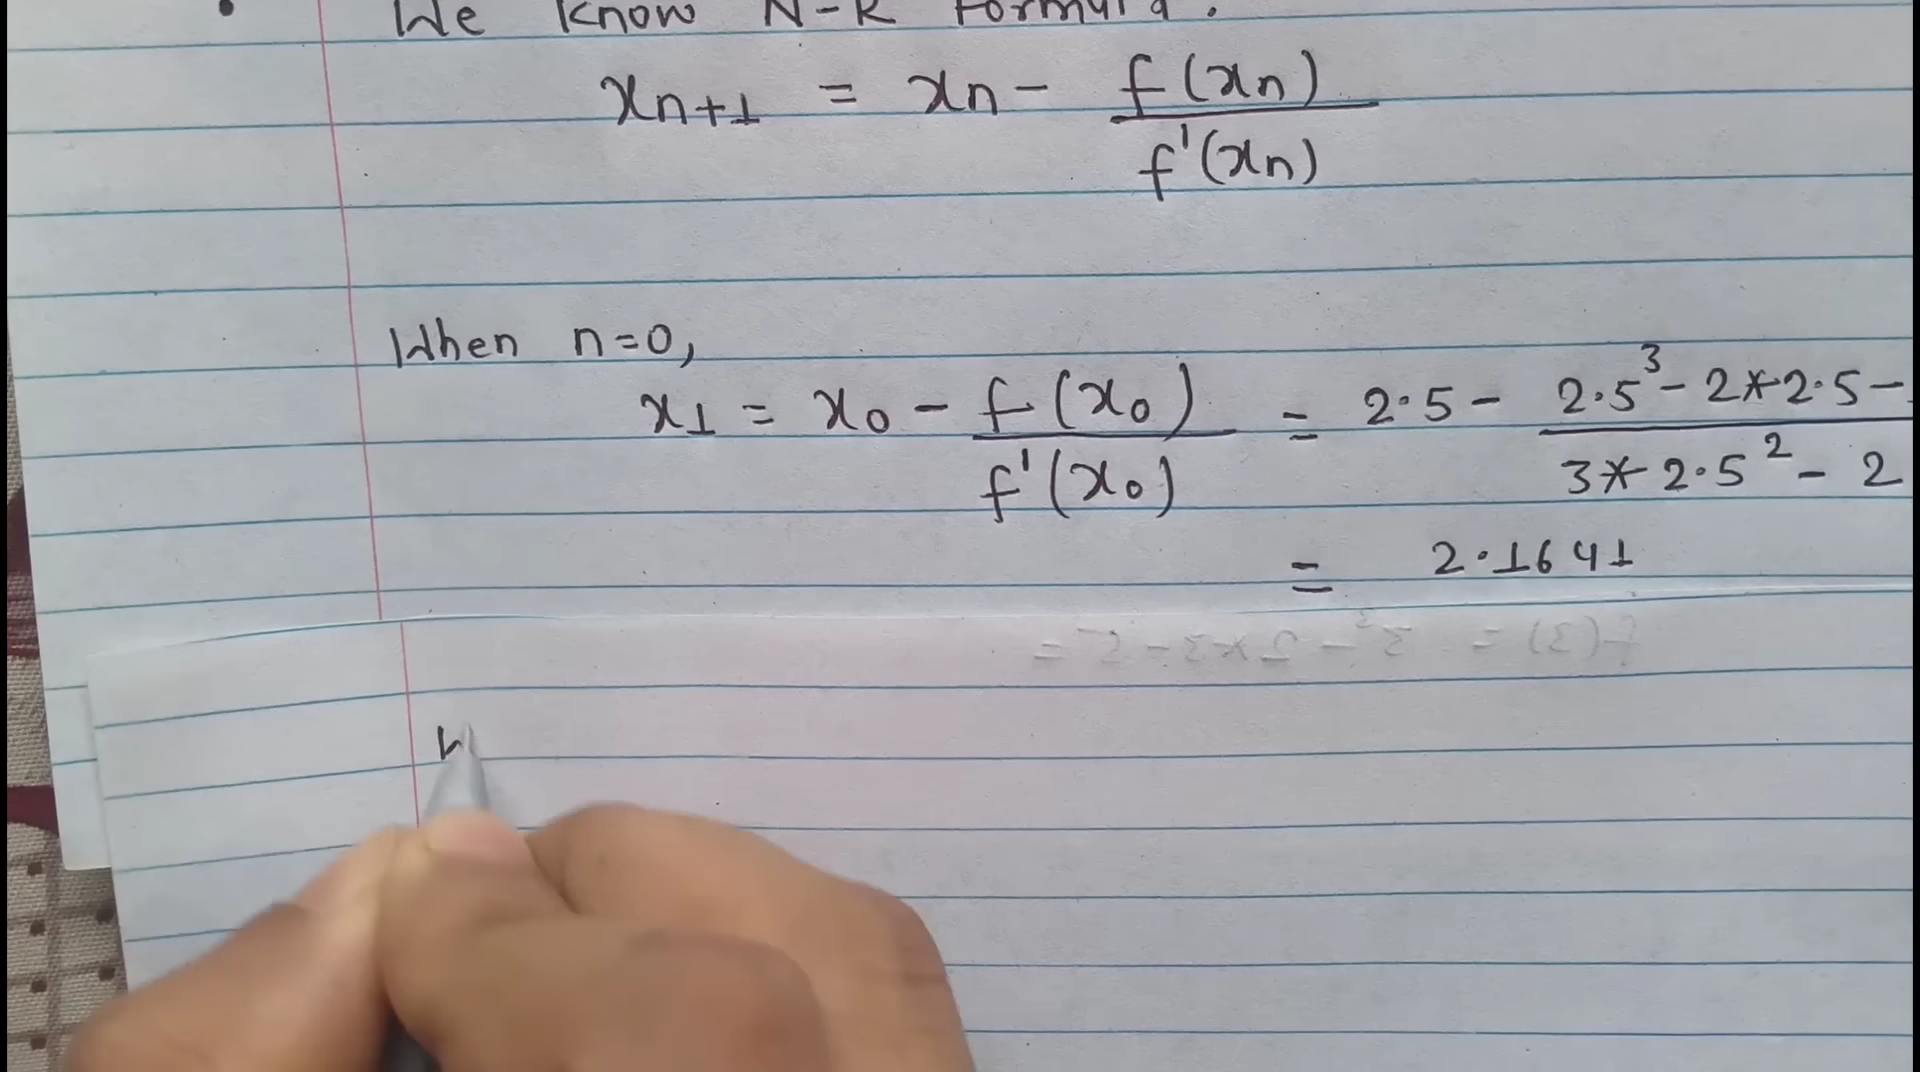 We Know N-R Formula.
xn+1 = xn - f(xn)
f'(xn)
When n=0,
x1 = x0 - f(x0) = 2.5 - 2.5³ - 2*2.5 -
f'(x0) 3*2.5² - 2
= 2.1641